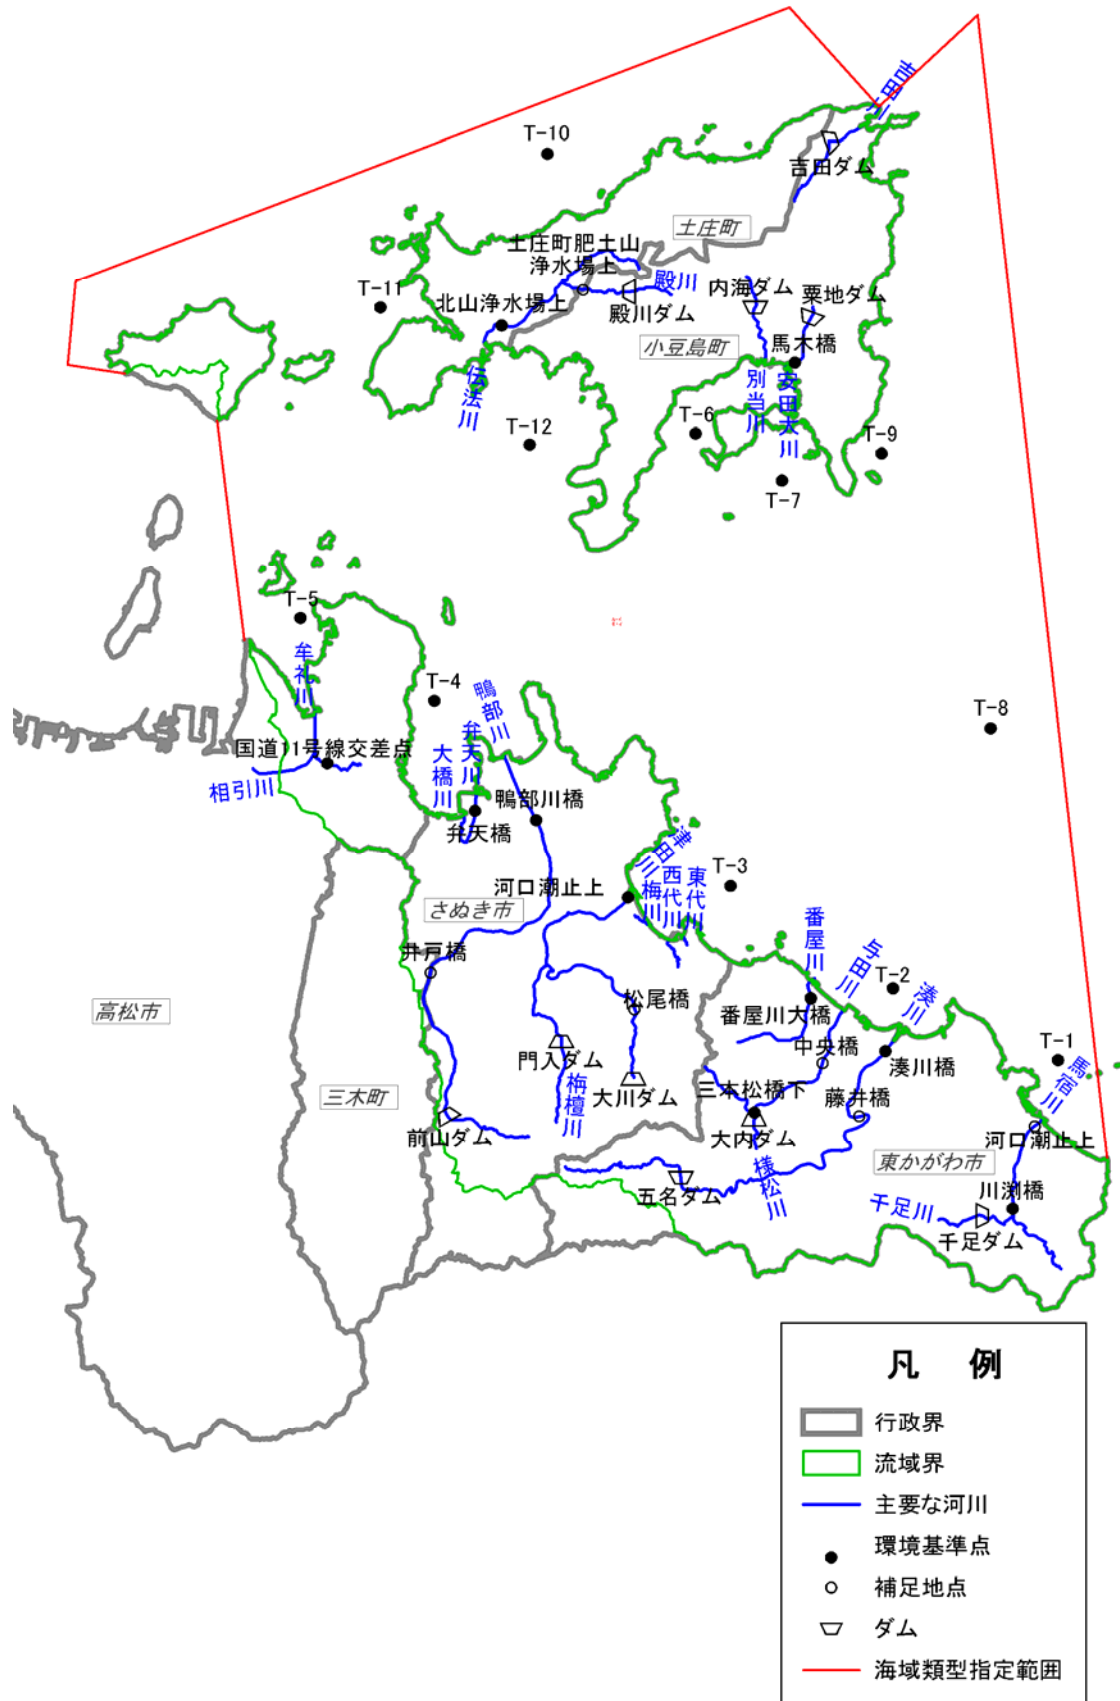 吉田川
T-10
吉田ダム
土庄町
土庄町肥土山
浄水場上
殿川
T-11
北山浄水場上
殿川ダム
内海ダム
粟地ダム
小豆島町
馬木橋
伝法川
別当川
安田大川
T-12
T-6
T-9
T-7
T-5
牟礼川
T-4
鴨部川
T-8
国道11号線交差点
弁天川
大橋川
相引川
鴨部川橋
弁天橋
津田川
T-3
河口潮止上
梅川
西代川
東代川
さぬき市
番屋川
井戸橋
与田川
T-2
湊川
高松市
松尾橋
番屋川大橋
中央橋
湊川橋
T-1
門入ダム
馬宿川
三木町
大川ダム
三本松橋下
藤井橋
栴檀川
前山ダム
大内ダム
河口潮止上
東かがわ市
五名ダム
様松川
川渕橋
千足川
千足ダム
凡 例
行政界
流域界
主要な河川
環境基準点
補足地点
ダム
海域類型指定範囲